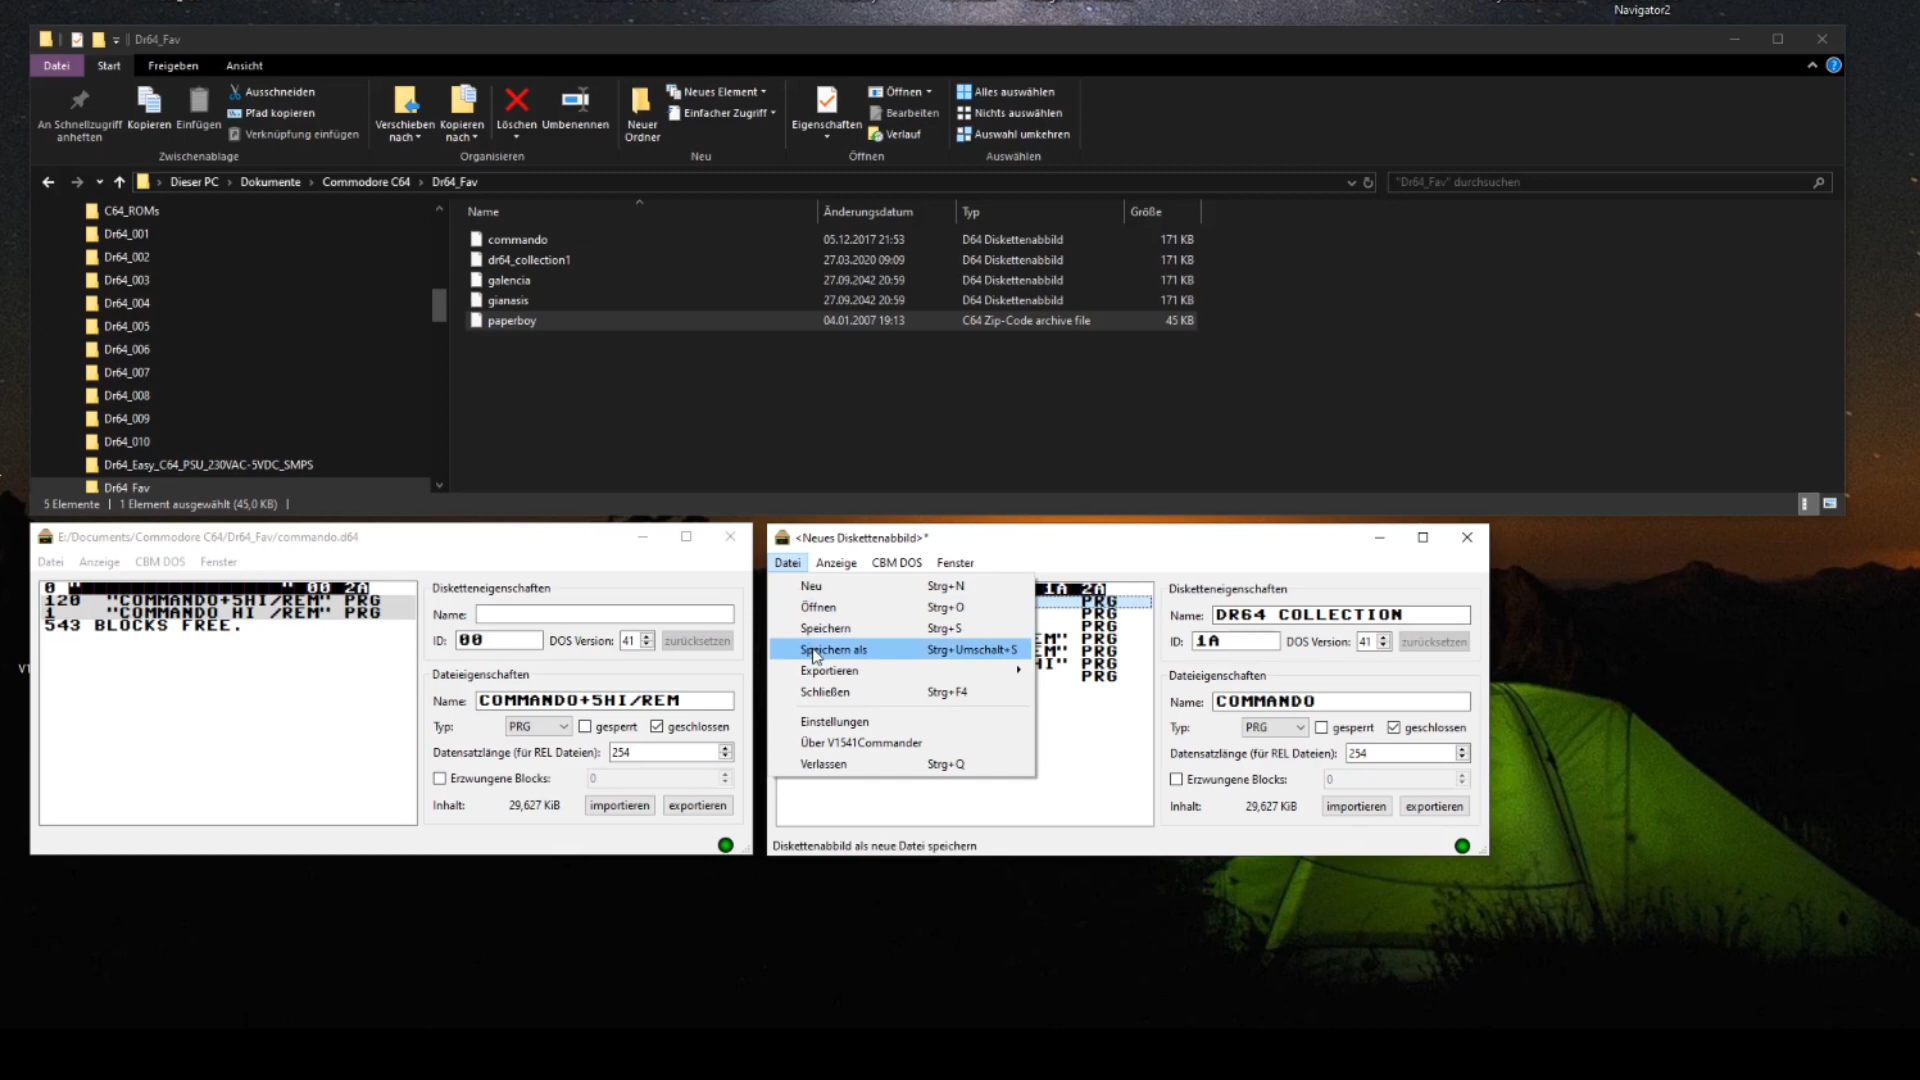 Navigator2
Dr64_Fav
Datei Start Freigeben Ansicht
An Schnellzugriff anheften
Kopieren
Einfügen
Ausschneiden
Pfad kopieren
Verknüpfung einfügen
Zwischenablage
Verschieben nach
Kopieren nach
Löschen
Umbenennen
Organisieren
Neuer Ordner
Neues Element
Einfacher Zugriff
Neu
Eigenschaften
Öffnen
Bearbeiten
Verlauf
Öffnen
Alles auswählen
Nichts auswählen
Auswahl umkehren
Auswählen
Dieser PC › Dokumente › Commodore C64 › Dr64_Fav
"Dr64_Fav" durchsuchen
C64_ROMs
Dr64_001
Dr64_002
Dr64_003
Dr64_004
Dr64_005
Dr64_006
Dr64_007
Dr64_008
Dr64_009
Dr64_010
Dr64_Easy_C64_PSU_230VAC-5VDC_SMPS
Dr64_Fav
Name Änderungsdatum Typ Größe
commando 05.12.2017 21:53 D64 Diskettenabbild 171 KB
dr64_collection1 27.03.2020 09:09 D64 Diskettenabbild 171 KB
galencia 27.09.2042 20:59 D64 Diskettenabbild 171 KB
gianasis 27.09.2042 20:59 D64 Diskettenabbild 171 KB
paperboy 04.01.2007 19:13 C64 Zip-Code archive file 45 KB
5 Elemente | 1 Element ausgewählt (45,0 KB) |
E:/Documents/Commodore C64/Dr64_Fav/commando.d64
Datei Anzeige CBM DOS Fenster
0 " " 00 2A
120 "COMMANDO+5HI/REM" PRG
1 "COMMANDO HI /REM" PRG
543 BLOCKS FREE.
Disketteneigenschaften
Name:
ID: 00 DOS Version: 41 zurücksetzen
Dateieigenschaften
Name: COMMANDO+5HI/REM
Typ: PRG gesperrt geschlossen
Datensatzlänge (für REL Dateien): 254
Erzwungene Blocks: 0
Inhalt: 29,627 KiB importieren exportieren
<Neues Diskettenabbild>*
Datei Anzeige CBM DOS Fenster
Neu Strg+N
Öffnen Strg+O
Speichern Strg+S
Speichern als Strg+Umschalt+S
Exportieren
Schließen Strg+F4
Einstellungen
Über V1541Commander
Verlassen Strg+Q
1A 2A
PRG
PRG
PRG
EM" PRG
EM" PRG
HI" PRG
PRG
Disketteneigenschaften
Name: DR64 COLLECTION
ID: 1A DOS Version: 41 zurücksetzen
Dateieigenschaften
Name: COMMANDO
Typ: PRG gesperrt geschlossen
Datensatzlänge (für REL Dateien): 254
Erzwungene Blocks: 0
Inhalt: 29,627 KiB importieren exportieren
Diskettenabbild als neue Datei speichern